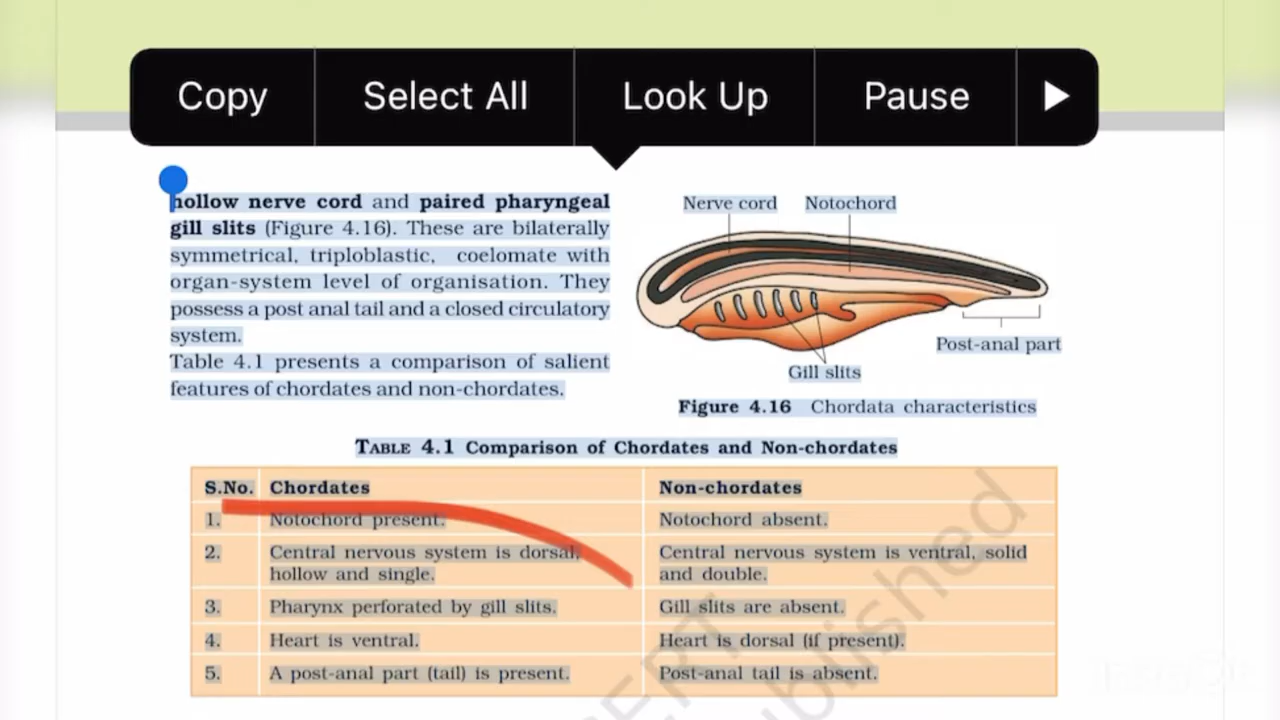 Copy Select All Look Up Pause
hollow nerve cord and paired pharyngeal
gill slits (Figure 4.16). These are bilaterally
symmetrical, triploblastic, coelomate with
organ-system level of organisation. They
possess a post anal tail and a closed circulatory
system.
Table 4.1 presents a comparison of salient
features of chordates and non-chordates.
Nerve cord Notochord
Post-anal part
Gill slits
Figure 4.16 Chordata characteristics
TABLE 4.1 Comparison of Chordates and Non-chordates
S.No. Chordates Non-chordates
1. Notochord present. Notochord absent.
2. Central nervous system is dorsal, Central nervous system is ventral, solid
hollow and single. and double.
3. Pharynx perforated by gill slits. Gill slits are absent.
4. Heart is ventral. Heart is dorsal (if present).
5. A post-anal part (tail) is present. Post-anal tail is absent.